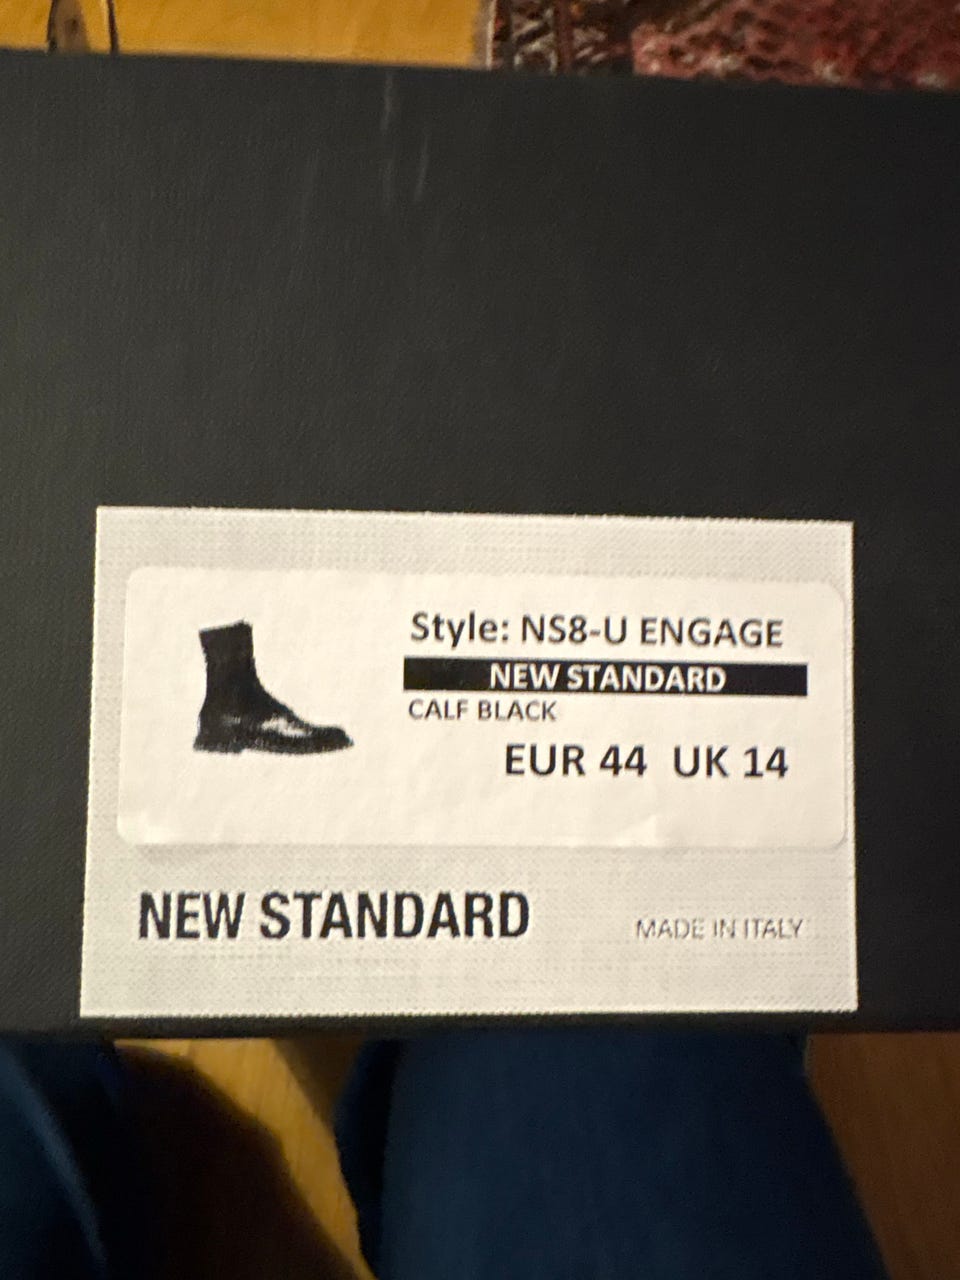 Style: NS8-U ENGAGE
NEW STANDARD
CALF BLACK
EUR 44 UK 14
NEW STANDARD
MADE IN ITALY